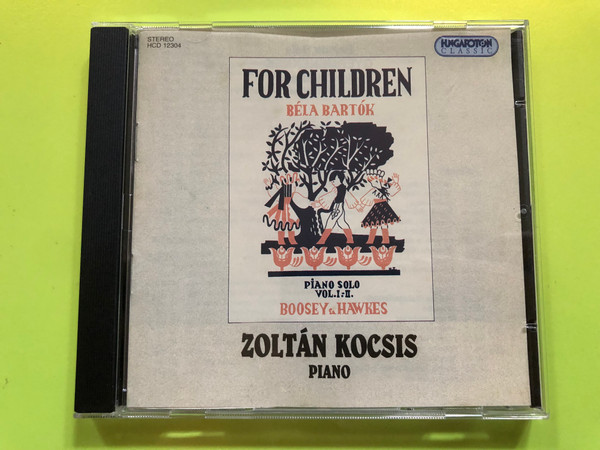 STEREO
HCD 12304
HUNGAROTON
CLASSIC
FOR CHILDREN
BÉLA BARTÓK
PIANO SOLO
VOL.I-II.
BOOSEY & HAWKES
ZOLTÁN KOCSIS
PIANO